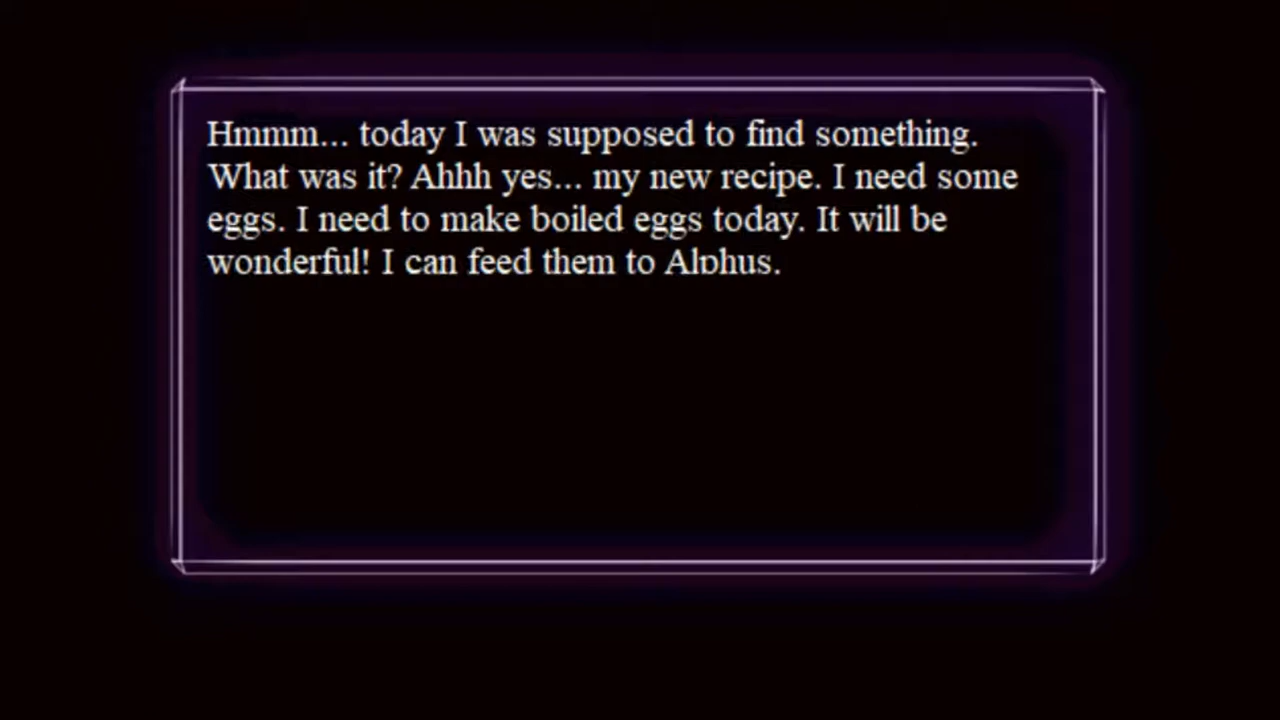 Hmmm... today I was supposed to find something.
What was it? Ahhh yes... my new recipe. I need some
eggs. I need to make boiled eggs today. It will be
wonderful! I can feed them to Alphus.